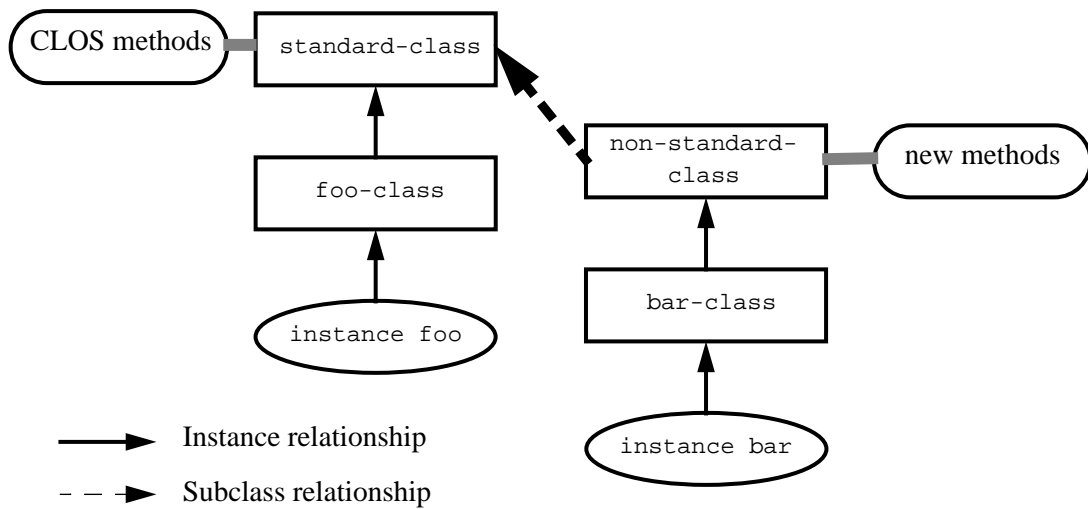 CLOS methods
standard-class
non-standard-
class
new methods
foo-class
bar-class
instance foo
instance bar
Instance relationship
Subclass relationship